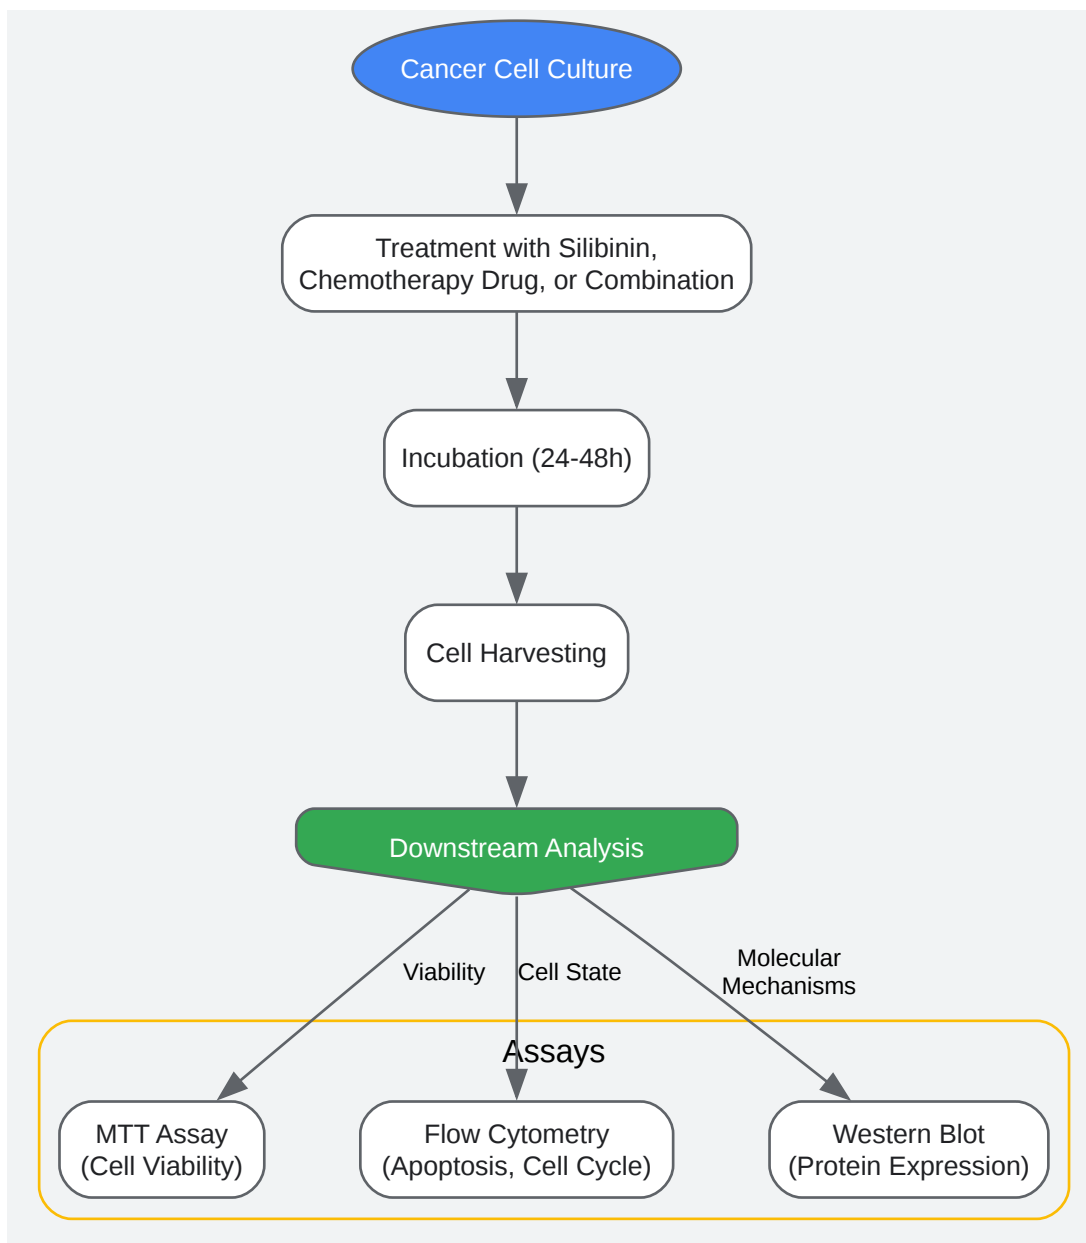 Cancer Cell Culture
Treatment with Silibinin,
Chemotherapy Drug, or Combination
Incubation (24-48h)
Cell Harvesting
Downstream Analysis
Viability
Cell State
Molecular
Mechanisms
Assays
MTT Assay
(Cell Viability)
Flow Cytometry
(Apoptosis, Cell Cycle)
Western Blot
(Protein Expression)